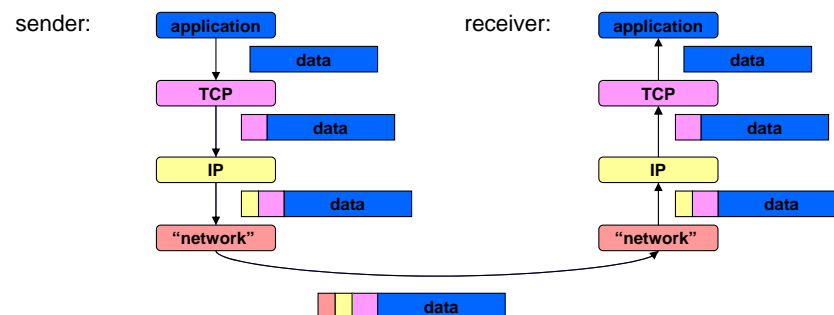 sender:
application
data
TCP
data
IP
data
“network”
receiver:
application
data
TCP
data
IP
data
“network”
data